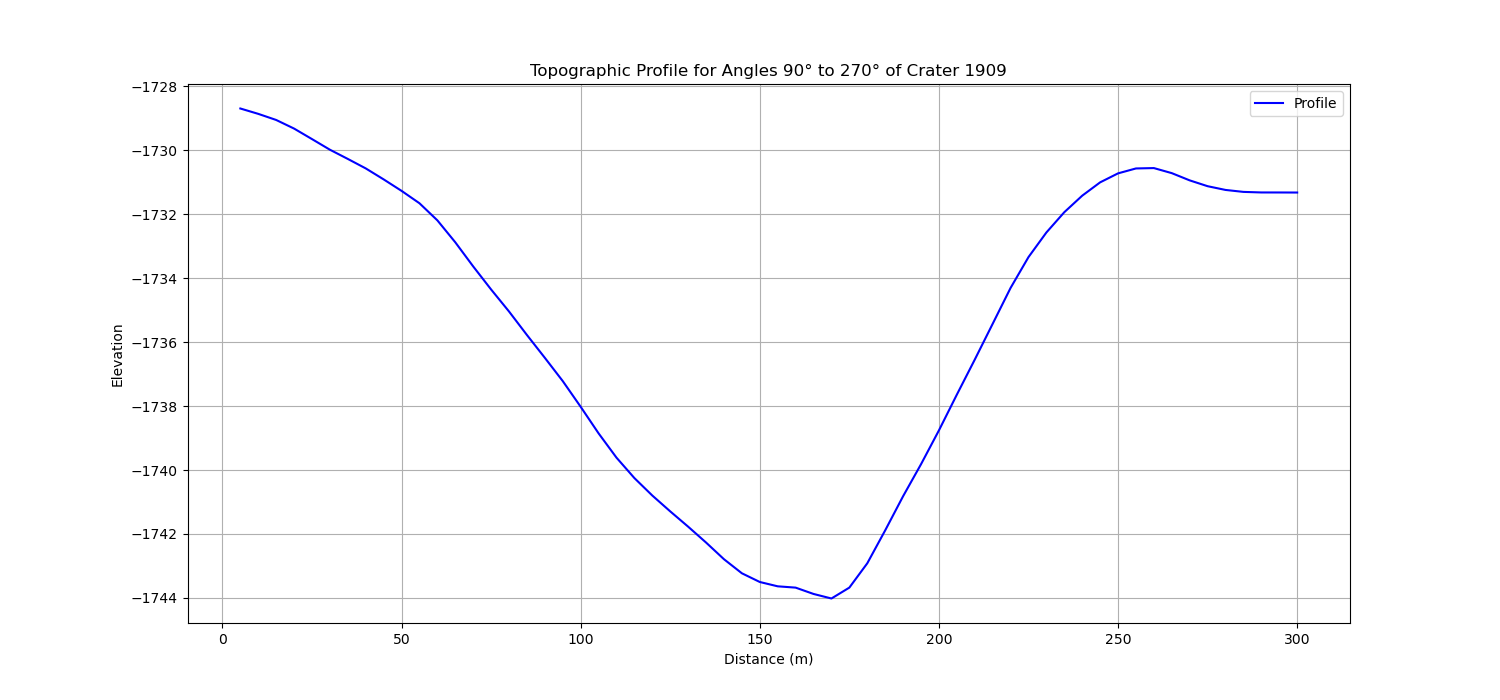 Topographic Profile for Angles 90° to 270° of Crater 1909
Profile
−1728
−1730
−1732
−1734
−1736
−1738
−1740
−1742
−1744
Elevation
0 50 100 150 200 250 300
Distance (m)